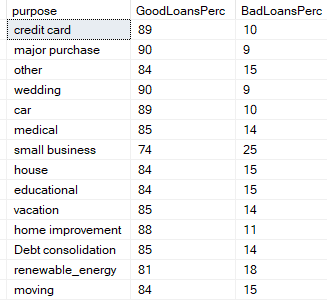 purpose GoodLoansPerc BadLoansPerc
credit card 89 10
major purchase 90 9
other 84 15
wedding 90 9
car 89 10
medical 85 14
small business 74 25
house 84 15
educational 84 15
vacation 85 14
home improvement 88 11
Debt consolidation 85 14
renewable_energy 81 18
moving 84 15